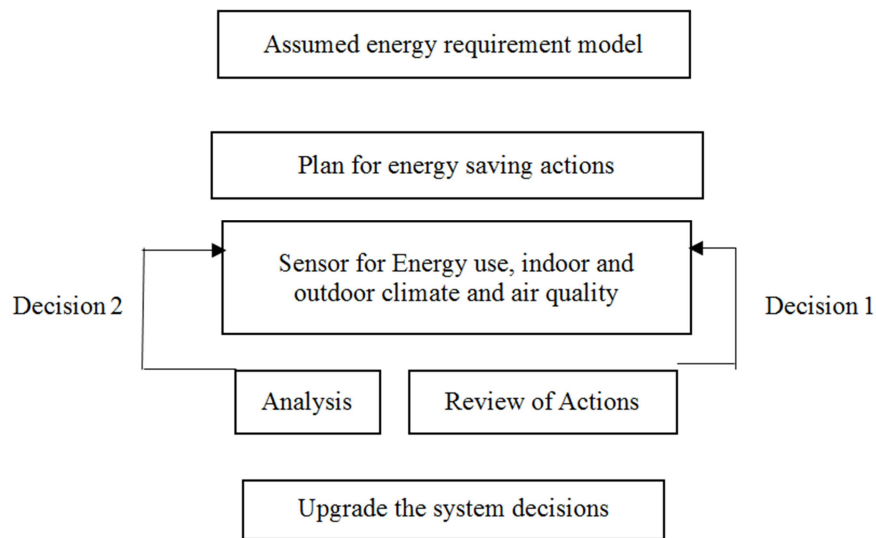 Assumed energy requirement model
Plan for energy saving actions
Sensor for Energy use, indoor and
outdoor climate and air quality
Decision 2
Decision 1
Analysis
Review of Actions
Upgrade the system decisions